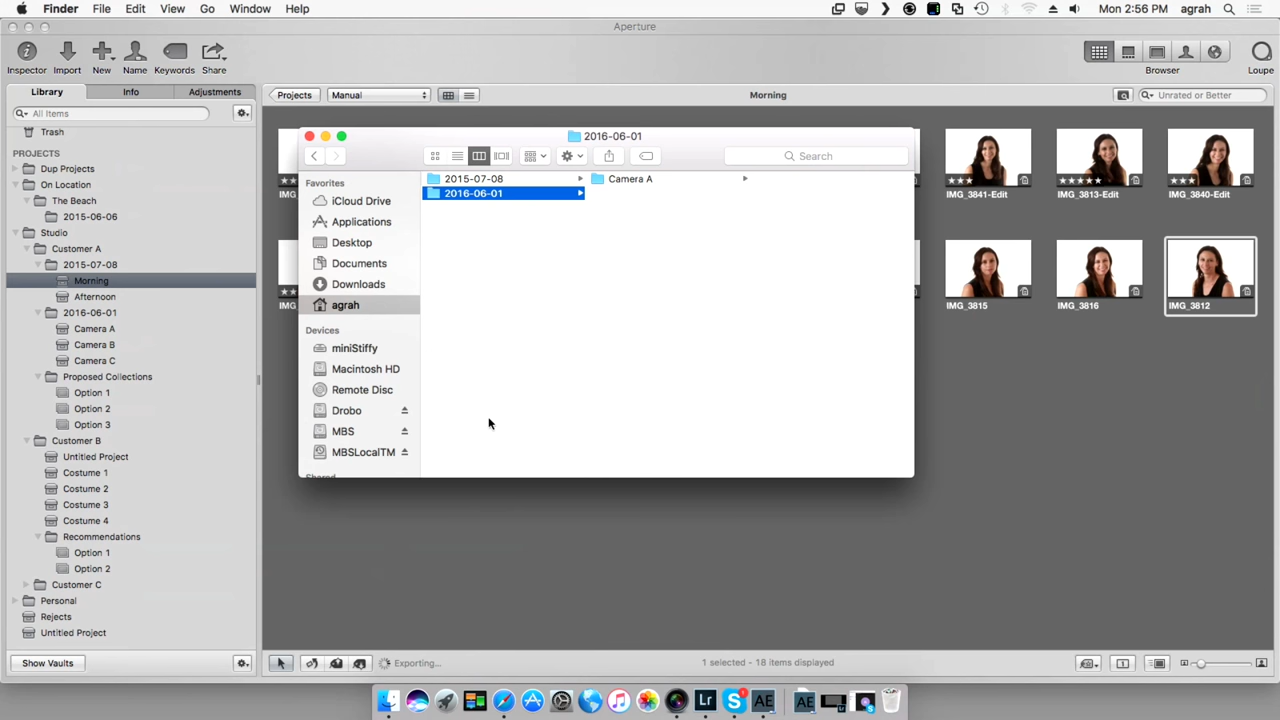 Finder File Edit View Go Window Help Mon 2:56 PM agrah
Aperture
Inspector Import New Name Keywords Share Browser Loupe
Library Info Adjustments Projects Manual Morning Unrated or Better
All Items
Trash
PROJECTS
Dup Projects
On Location
The Beach
2015-06-06
Studio
Customer A
2015-07-08
Morning
Afternoon
2016-06-01
Camera A
Camera B
Camera C
Proposed Collections
Option 1
Option 2
Option 3
Customer B
Untitled Project
Costume 1
Costume 2
Costume 3
Costume 4
Recommendations
Option 1
Option 2
Customer C
Personal
Rejects
Untitled Project
Show Vaults
2016-06-01
Search
Favorites
iCloud Drive
Applications
Desktop
Documents
Downloads
agrah
Devices
miniStiffy
Macintosh HD
Remote Disc
Drobo
MBS
MBSLocalTM
2015-07-08
2016-06-01
Camera A
IMG_3841-Edit IMG_3813-Edit IMG_3840-Edit
IMG_3815 IMG_3816 IMG_3812
Exporting... 1 selected - 18 items displayed
Lr AE AE